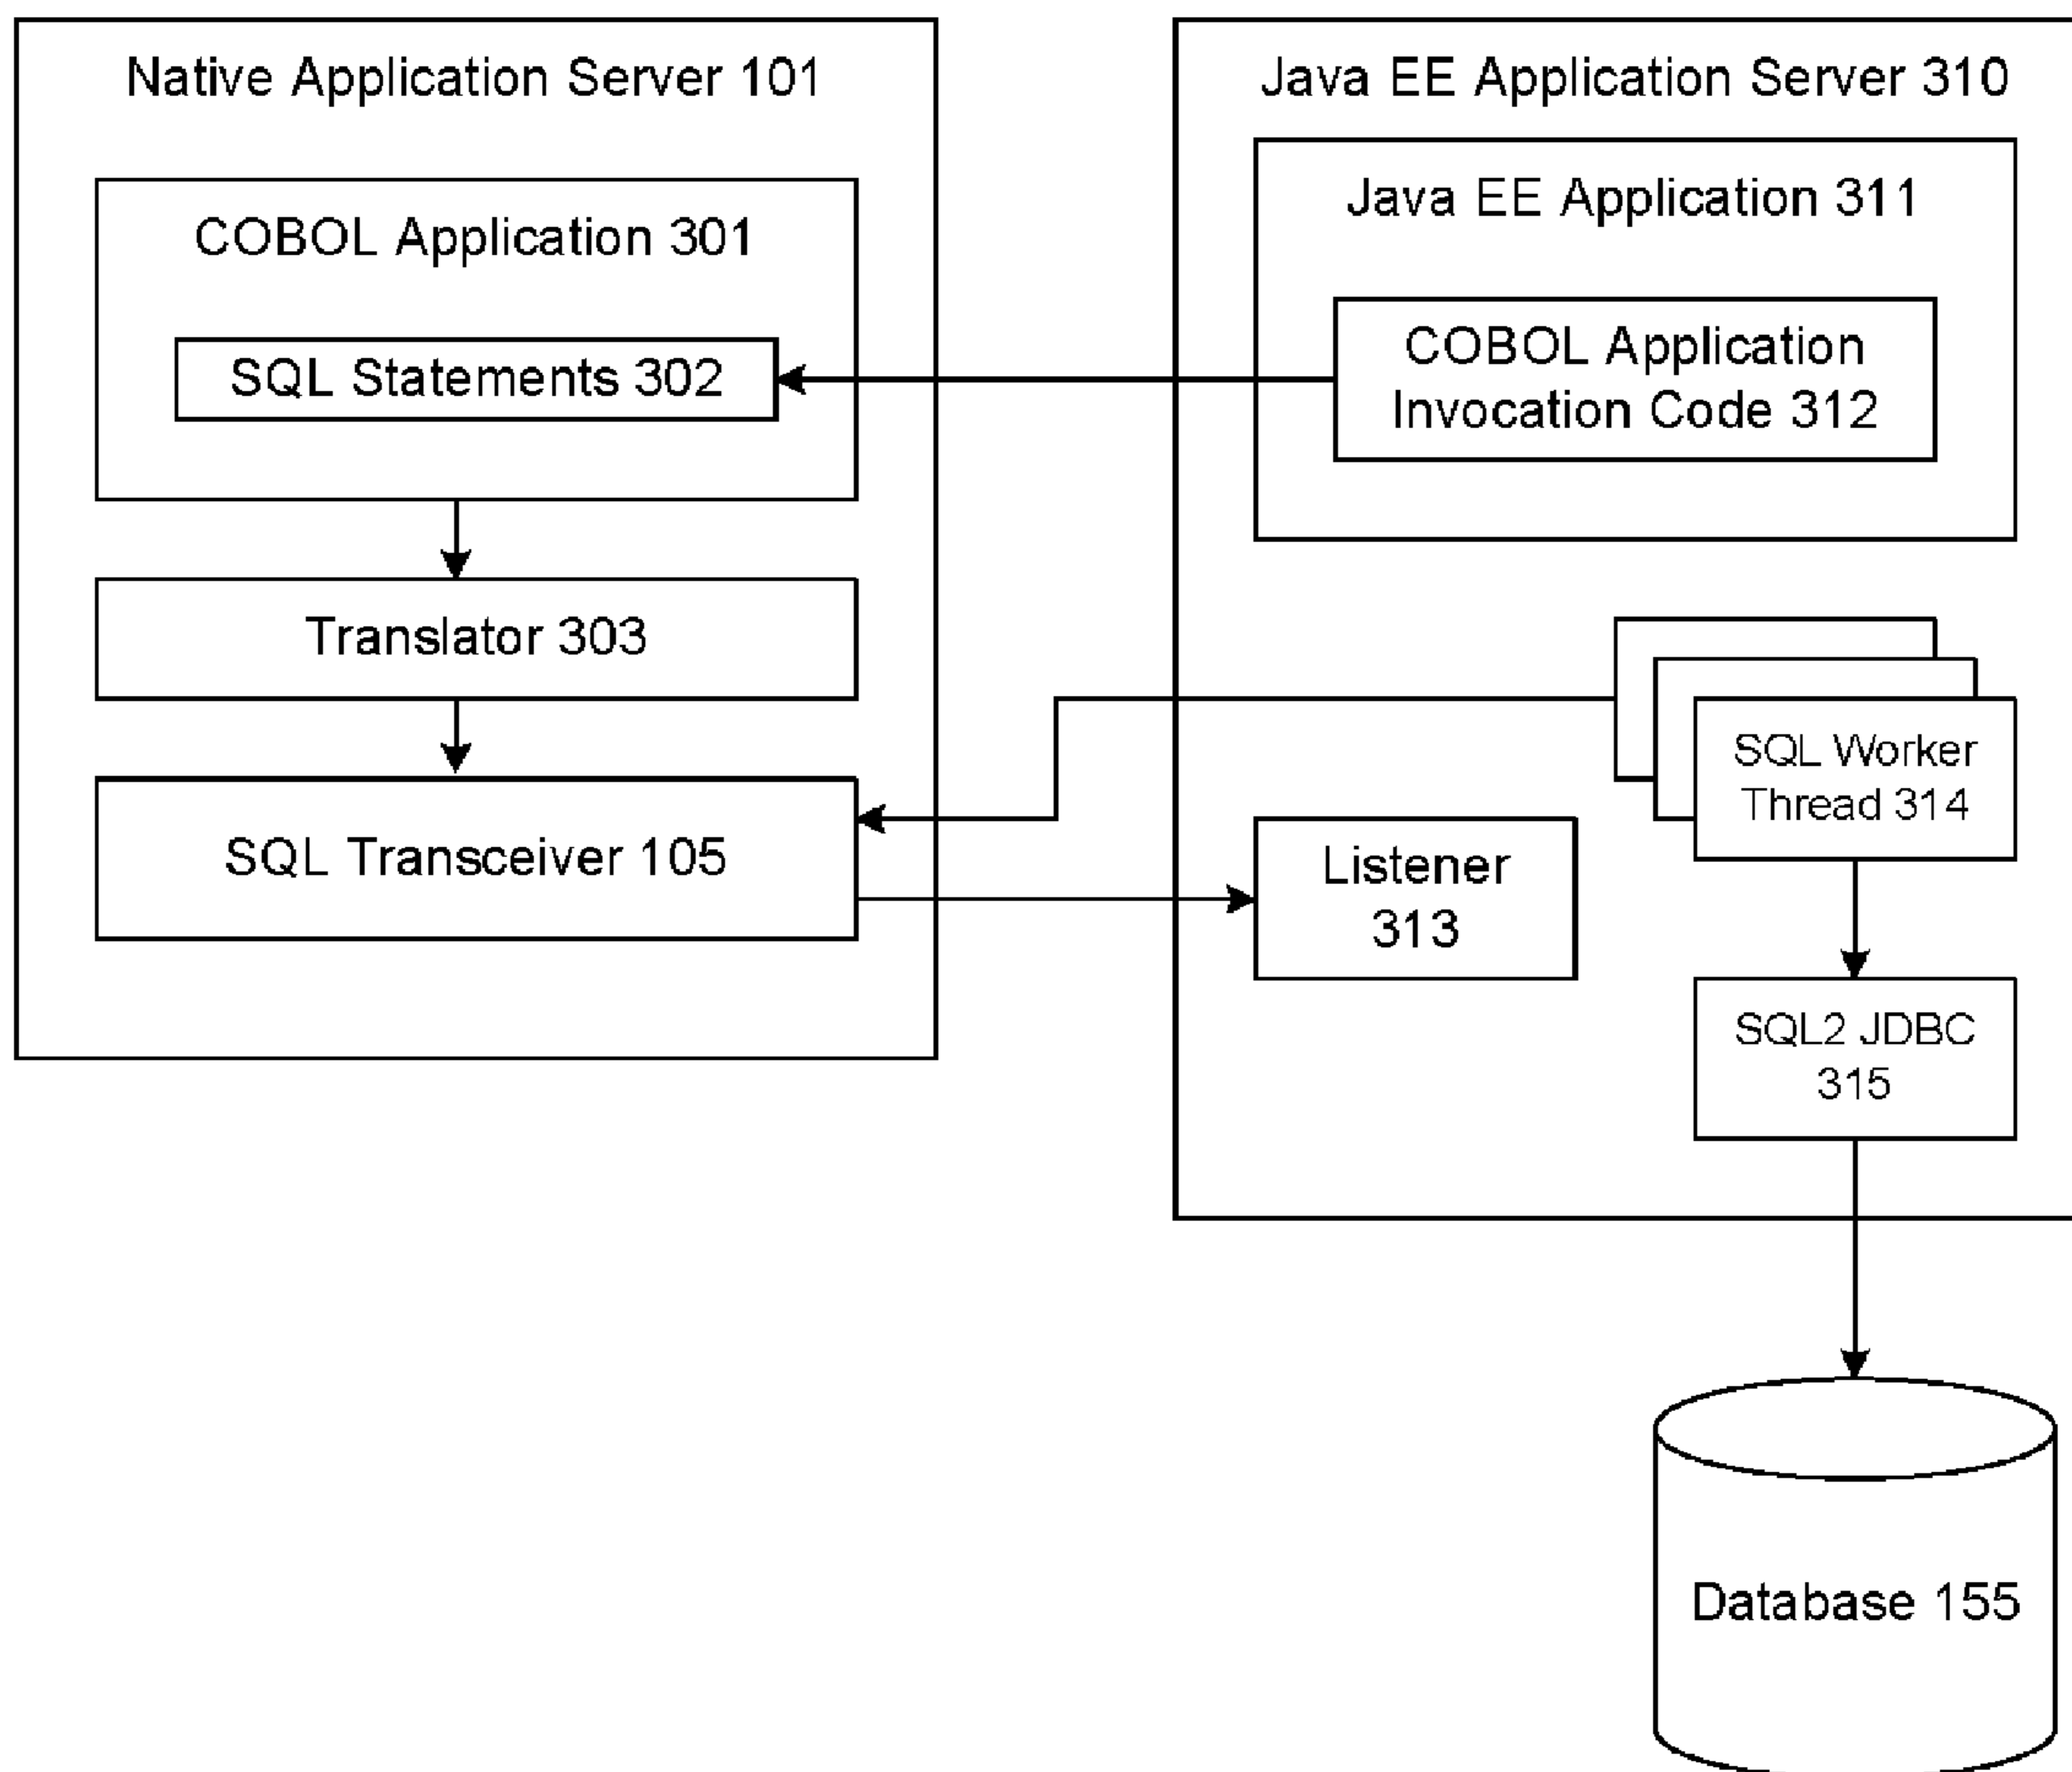 Native Application Server 101
COBOL Application 301
SQL Statements 302
Translator 303
SQL Transceiver 105
Java EE Application Server 310
Java EE Application 311
COBOL Application
Invocation Code 312
SQL Worker
Thread 314
Listener
313
SQL2 JDBC
315
Database 155